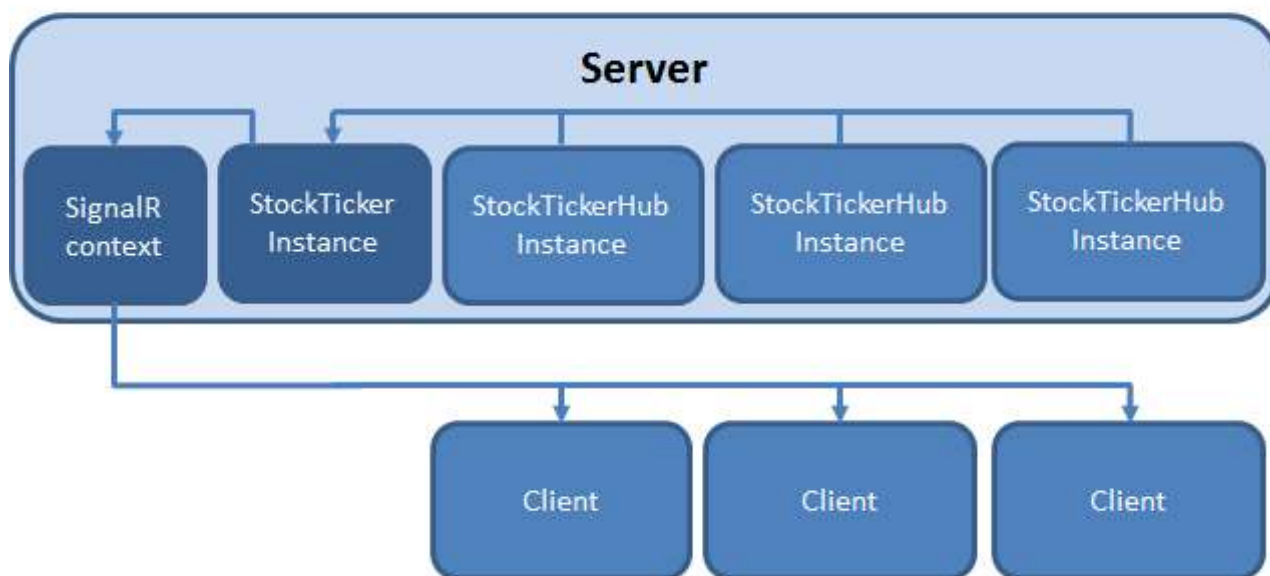 Server
SignalR
context
StockTicker
Instance
StockTickerHub
Instance
StockTickerHub
Instance
StockTickerHub
Instance
Client
Client
Client